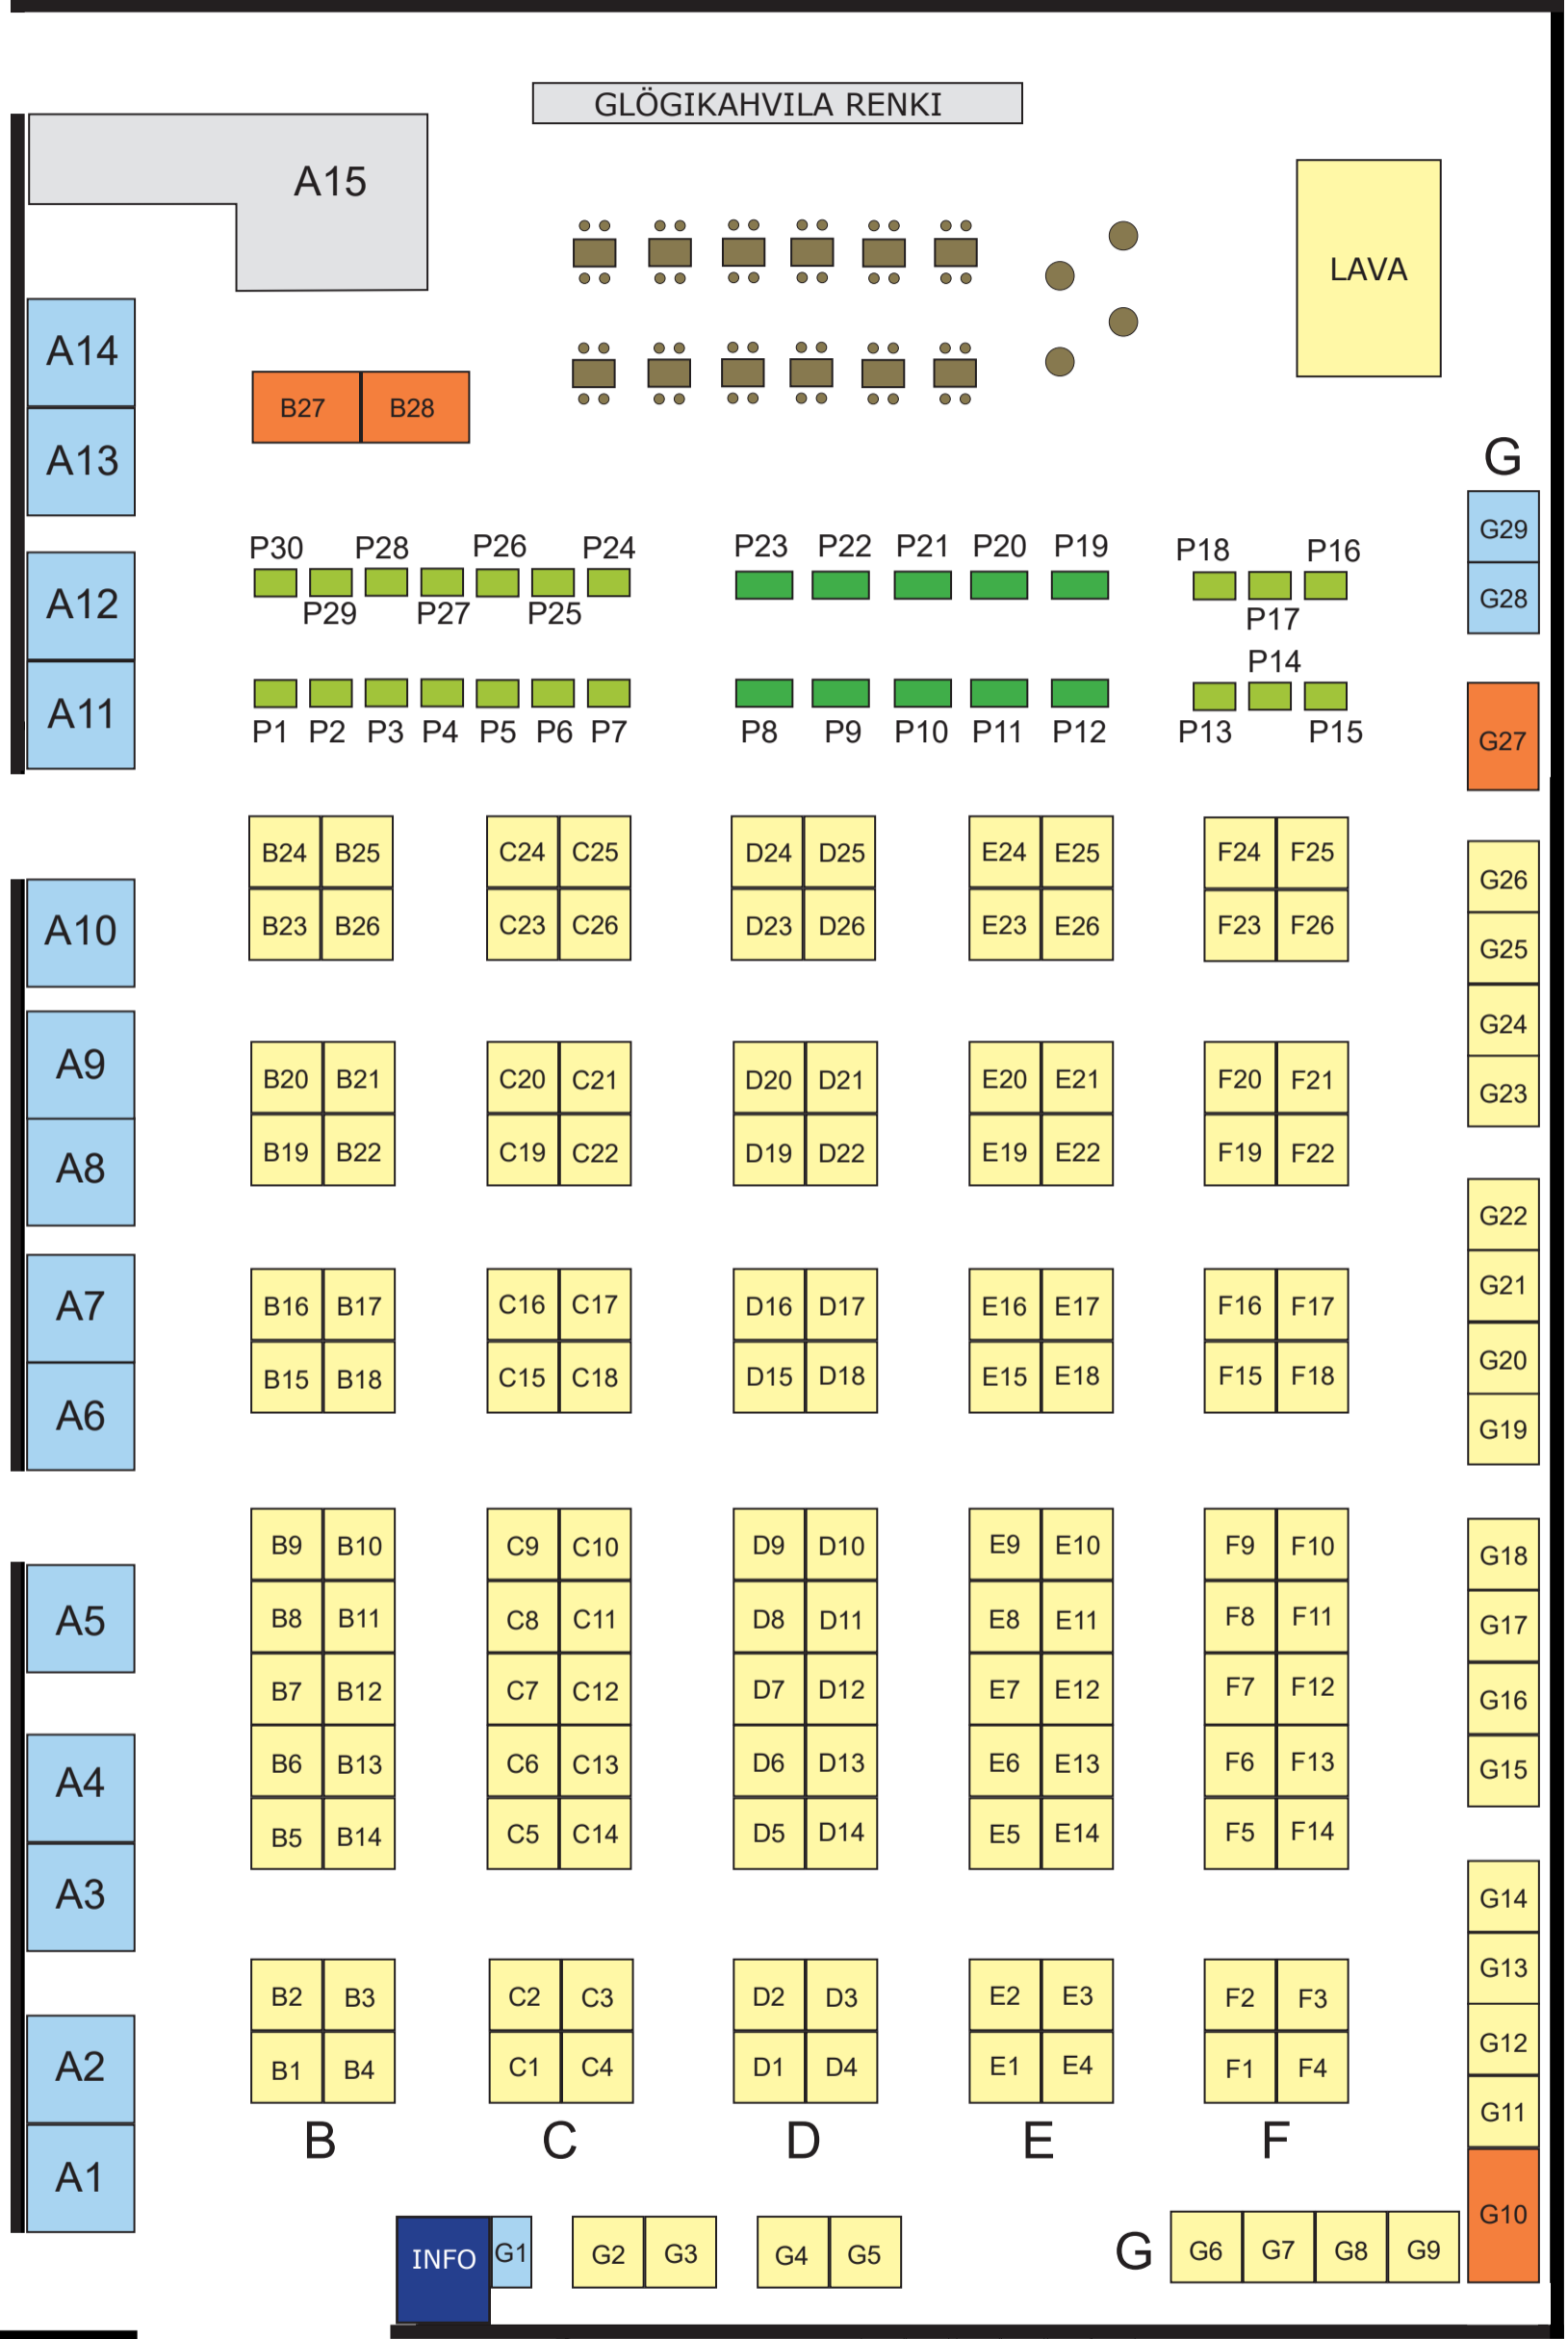 GLÖGIKAHVILA RENKI
A15
LAVA
A14
B27 B28
A13
G
G29
P30 P28 P26 P24 P23 P22 P21 P20 P19 P18 P16
A12
G28
P29 P27 P25 P17
P14
A11
P1 P2 P3 P4 P5 P6 P7 P8 P9 P10 P11 P12 P13 P15
G27
B24 B25 C24 C25 D24 D25 E24 E25 F24 F25
G26
A10
B23 B26 C23 C26 D23 D26 E23 E26 F23 F26
G25
G24
A9
B20 B21 C20 C21 D20 D21 E20 E21 F20 F21
G23
A8
B19 B22 C19 C22 D19 D22 E19 E22 F19 F22
G22
G21
A7
B16 B17 C16 C17 D16 D17 E16 E17 F16 F17
G20
B15 B18 C15 C18 D15 D18 E15 E18 F15 F18
A6
G19
B9 B10 C9 C10 D9 D10 E9 E10 F9 F10
G18
A5
B8 B11 C8 C11 D8 D11 E8 E11 F8 F11
G17
B7 B12 C7 C12 D7 D12 E7 E12 F7 F12
G16
A4
B6 B13 C6 C13 D6 D13 E6 E13 F6 F13
G15
B5 B14 C5 C14 D5 D14 E5 E14 F5 F14
A3
G14
G13
B2 B3 C2 C3 D2 D3 E2 E3 F2 F3
G12
A2
B1 B4 C1 C4 D1 D4 E1 E4 F1 F4
G11
B C D E F
A1
G10
INFO G1 G2 G3 G4 G5 G G6 G7 G8 G9